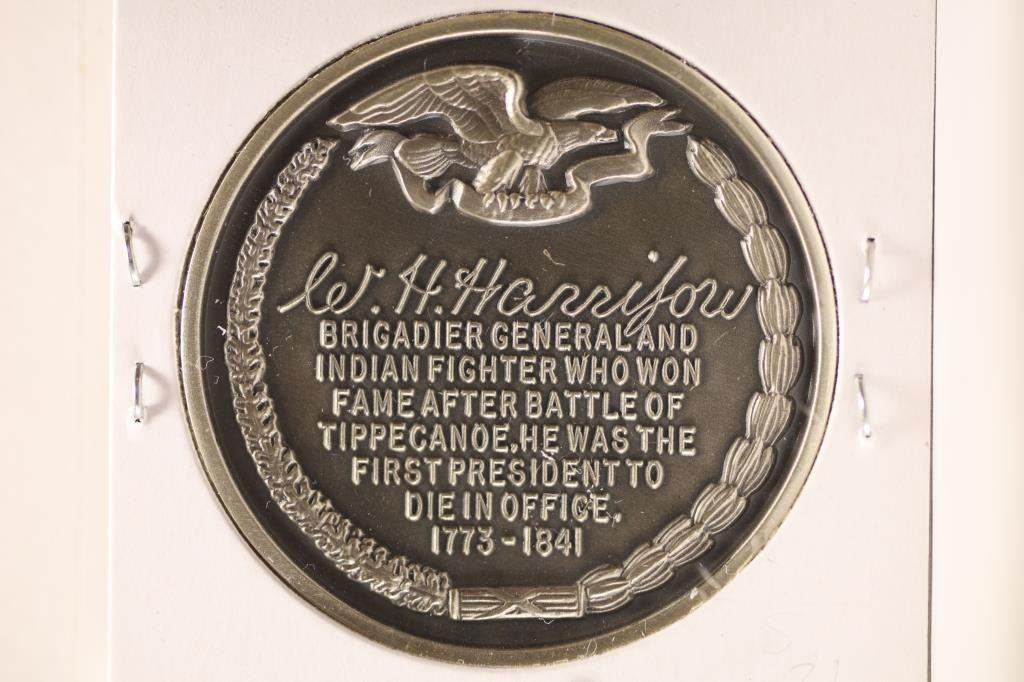 W. H. Harrison
BRIGADIER GENERAL AND
INDIAN FIGHTER WHO WON
FAME AFTER BATTLE OF
TIPPECANOE. HE WAS THE
FIRST PRESIDENT TO
DIE IN OFFICE.
1773-1841